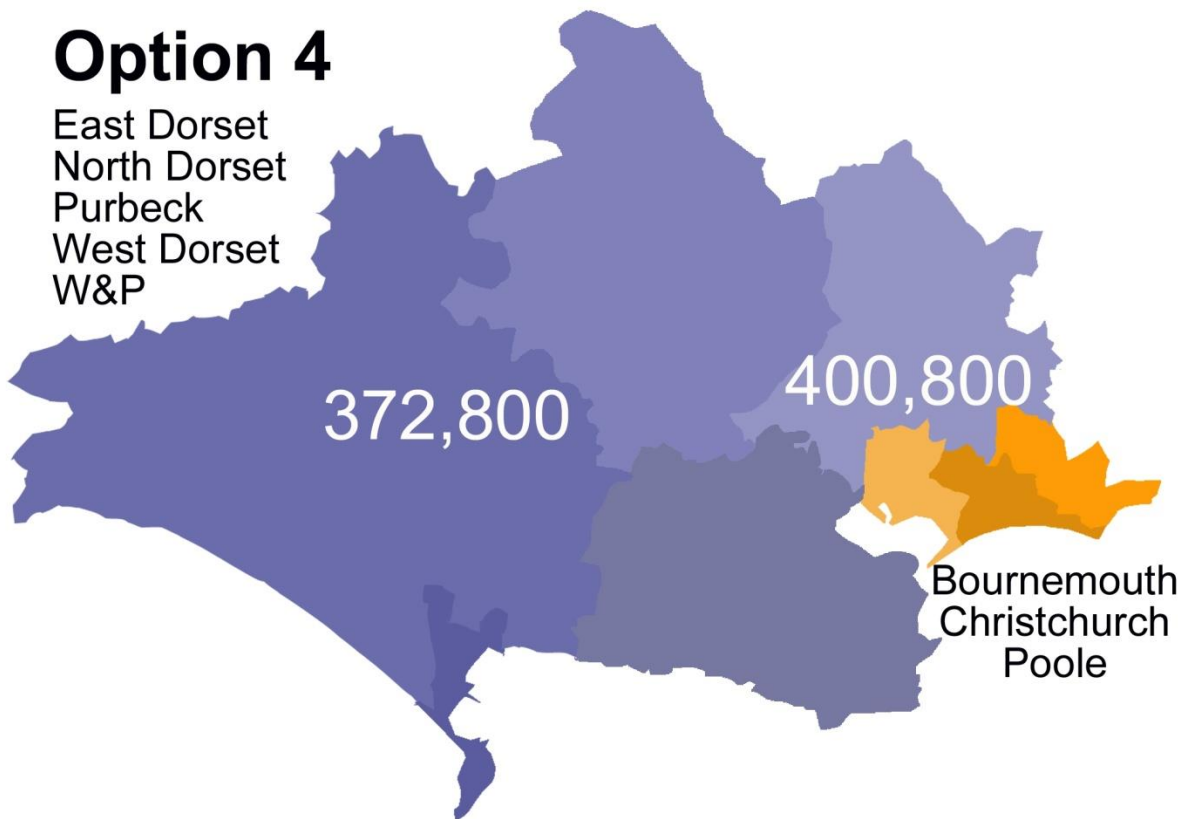 Option 4
East Dorset
North Dorset
Purbeck
West Dorset
W&P
372,800
400,800
Bournemouth
Christchurch
Poole